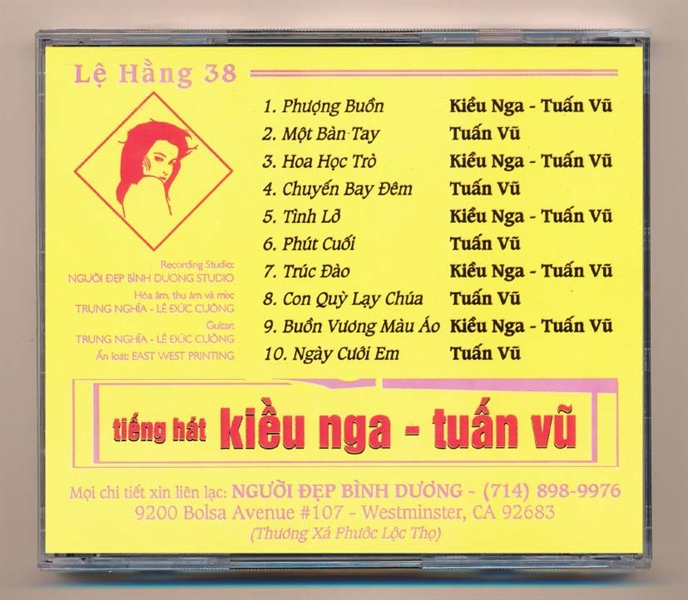 Lệ Hằng 38
1. Phượng Buồn Kiều Nga - Tuấn Vũ
2. Một Bàn Tay Tuấn Vũ
3. Hoa Học Trò Kiều Nga - Tuấn Vũ
4. Chuyến Bay Đêm Tuấn Vũ
5. Tình Lỡ Kiều Nga - Tuấn Vũ
6. Phút Cuối Tuấn Vũ
7. Trúc Đào Kiều Nga - Tuấn Vũ
8. Con Quỳ Lạy Chúa Tuấn Vũ
9. Buồn Vương Màu Áo Kiều Nga - Tuấn Vũ
10. Ngày Cưới Em Tuấn Vũ
Recording Studio:
NGƯỜI ĐẸP BÌNH DƯƠNG STUDIO
Hòa âm, thu âm và mix:
TRUNG NGHĨA - LÊ ĐỨC CƯỜNG
Guitar:
TRUNG NGHĨA - LÊ ĐỨC CƯỜNG
Ấn loát: EAST WEST PRINTING
tiếng hát kiều nga - tuấn vũ
Mọi chi tiết xin liên lạc: NGƯỜI ĐẸP BÌNH DƯƠNG - (714) 898-9976
9200 Bolsa Avenue #107 - Westminster, CA 92683
(Thương Xá Phước Lộc Thọ)